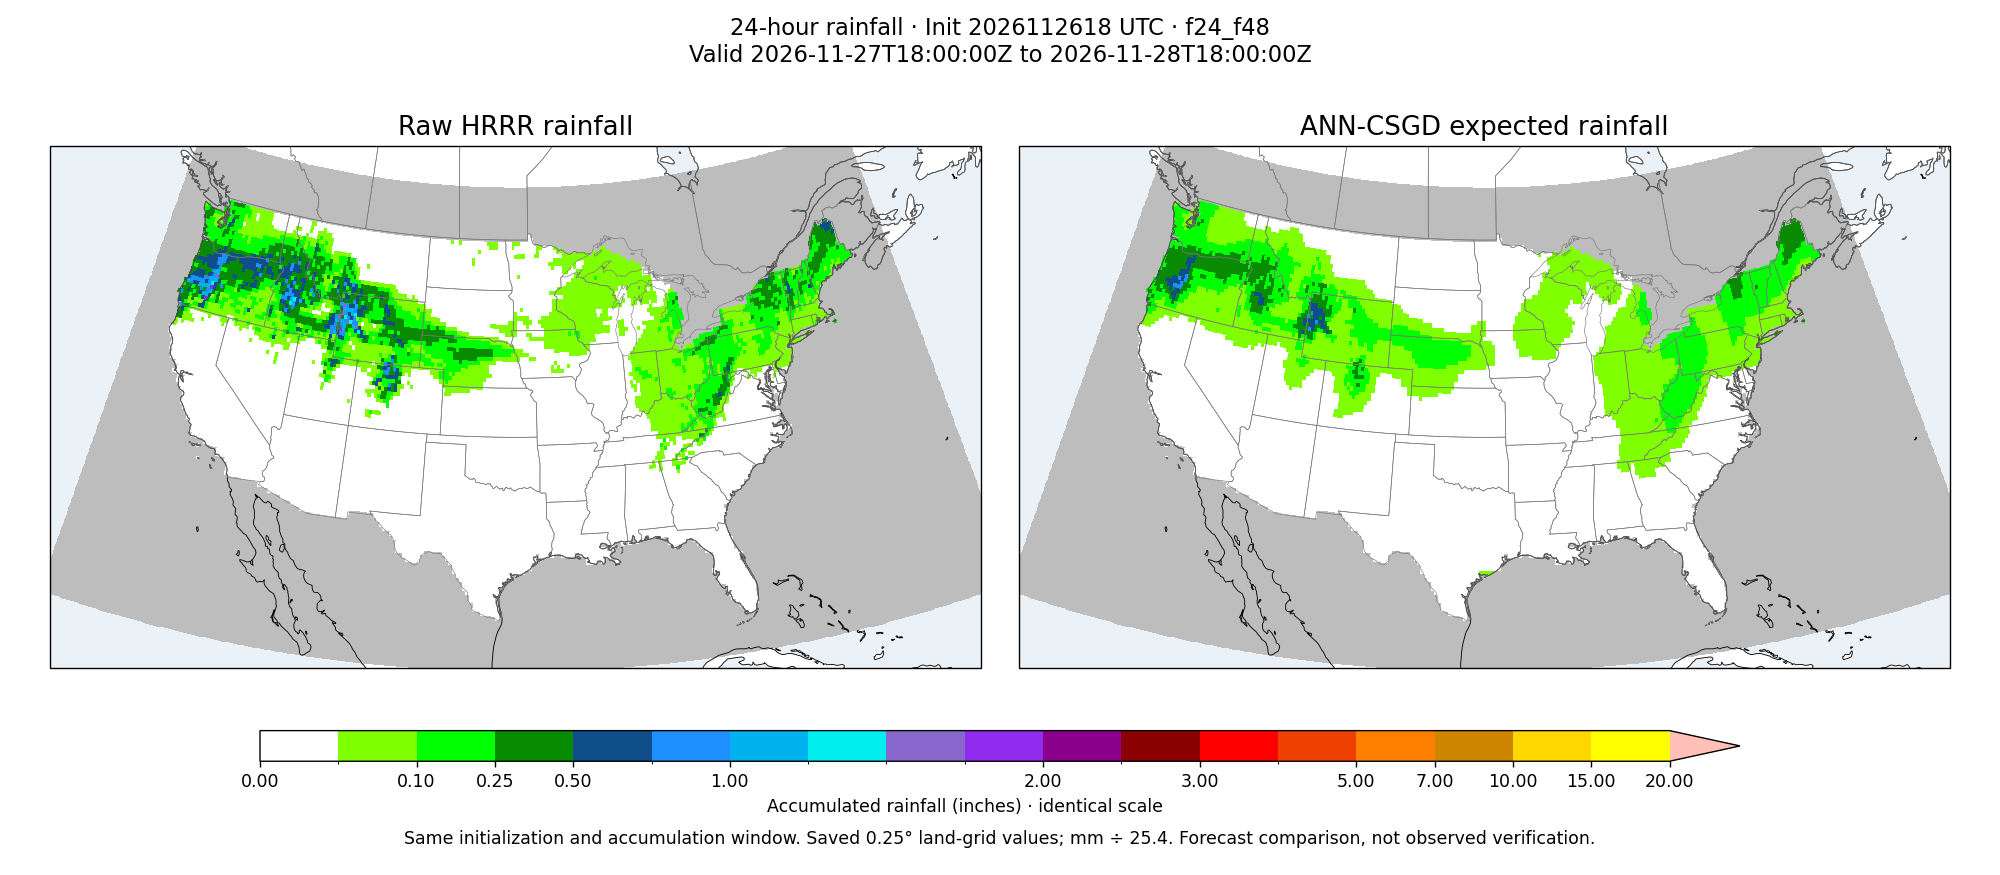 24-hour rainfall · Init 2026112618 UTC · f24_f48
Valid 2026-11-27T18:00:00Z to 2026-11-28T18:00:00Z
Raw HRRR rainfall
ANN-CSGD expected rainfall
0.00 0.10 0.25 0.50 1.00 2.00 3.00 5.00 7.00 10.00 15.00 20.00
Accumulated rainfall (inches) · identical scale
Same initialization and accumulation window. Saved 0.25° land-grid values; mm ÷ 25.4. Forecast comparison, not observed verification.